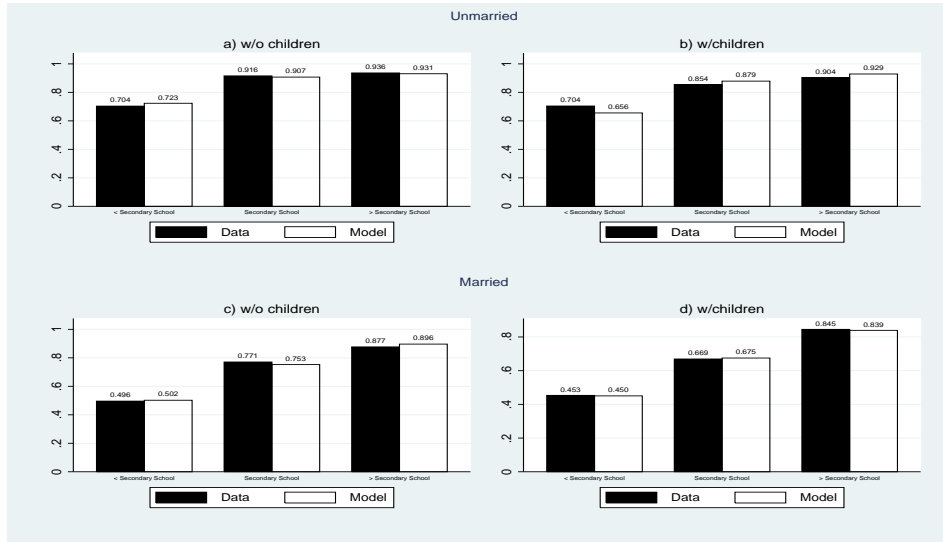 Unmarried
a) w/o children
1
.8
.6
.4
.2
0
0.704 0.723 0.916 0.907 0.936 0.931
< Secondary School Secondary School > Secondary School
Data Model
b) w/children
1
.8
.6
.4
.2
0
0.704 0.656 0.854 0.879 0.904 0.929
< Secondary School Secondary School > Secondary School
Data Model
Married
c) w/o children
1
.8
.6
.4
.2
0
0.496 0.502 0.771 0.753 0.877 0.896
< Secondary School Secondary School > Secondary School
Data Model
d) w/children
.8
.6
.4
.2
0
0.453 0.450 0.669 0.675 0.845 0.839
< Secondary School Secondary School > Secondary School
Data Model